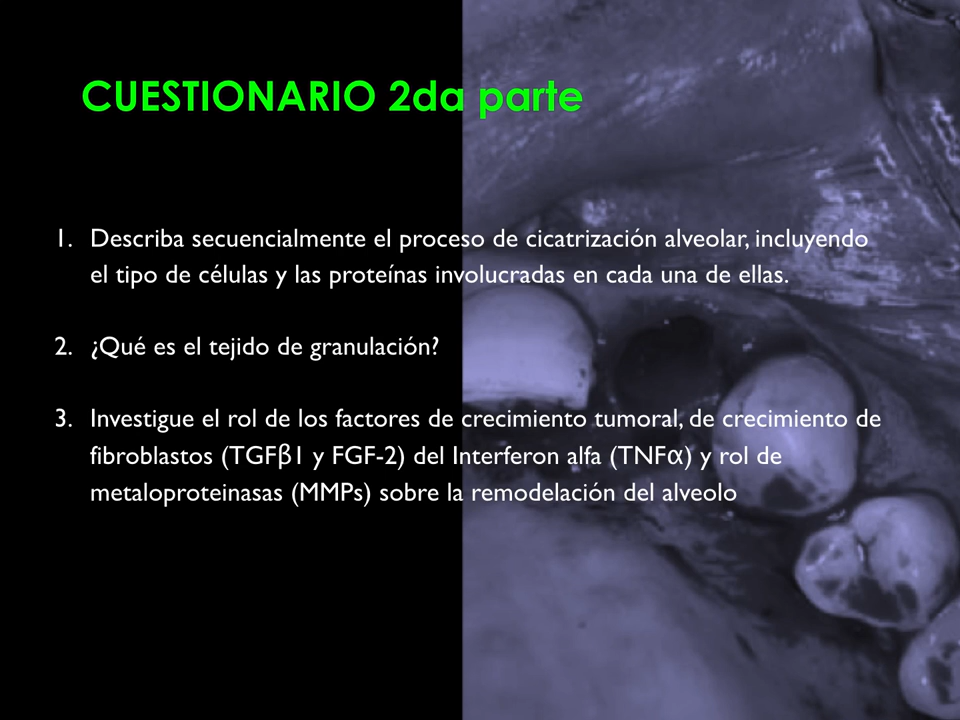 CUESTIONARIO 2da parte
1. Describa secuencialmente el proceso de cicatrización alveolar, incluyendo
el tipo de células y las proteínas involucradas en cada una de ellas.
2. ¿Qué es el tejido de granulación?
3. Investigue el rol de los factores de crecimiento tumoral, de crecimiento de
fibroblastos (TGFβ1 y FGF-2) del Interferon alfa (TNFα) y rol de
metaloproteinasas (MMPs) sobre la remodelación del alveolo